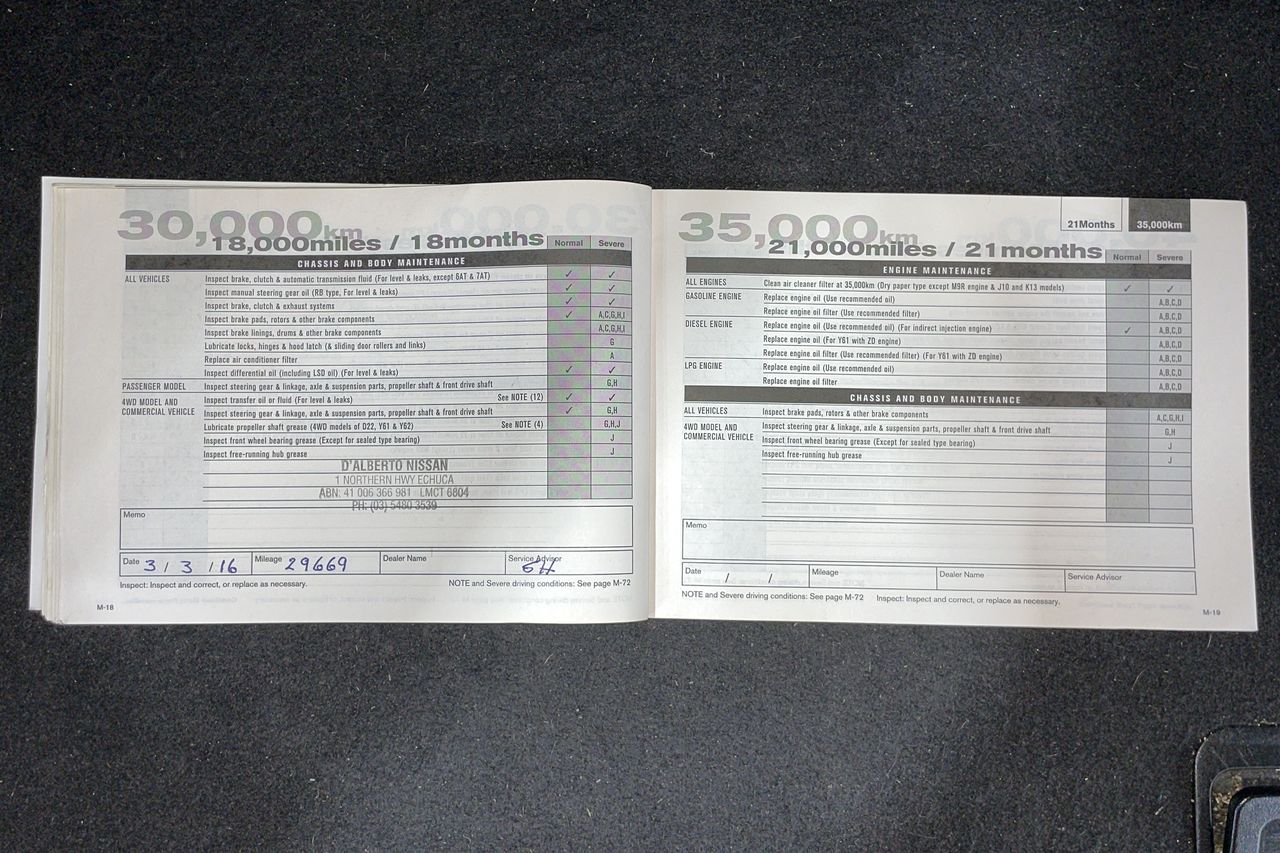 30,000km
18,000miles / 18months
Normal Severe
CHASSIS AND BODY MAINTENANCE
ALL VEHICLES Inspect brake, clutch & automatic transmission fluid (For level & leaks, except 6AT & 7AT) ✓ ✓
Inspect manual steering gear oil (RB type, For level & leaks) ✓ ✓
Inspect brake, clutch & exhaust systems ✓ ✓
Inspect brake pads, rotors & other brake components ✓ A,C,G,H,I
Inspect brake linings, drums & other brake components A,C,G,H,I
Lubricate locks, hinges & hood latch (& sliding door rollers and links) G
Replace air conditioner filter A
Inspect differential oil (including LSD oil) (For level & leaks) ✓ ✓
PASSENGER MODEL Inspect steering gear & linkage, axle & suspension parts, propeller shaft & front drive shaft G,H
4WD MODEL AND Inspect transfer oil or fluid (For level & leaks) See NOTE (12) ✓ ✓
COMMERCIAL VEHICLE Inspect steering gear & linkage, axle & suspension parts, propeller shaft & front drive shaft ✓ G,H
Lubricate propeller shaft grease (4WD models of D22, Y61 & Y62) See NOTE (4) G,H,J
Inspect front wheel bearing grease (Except for sealed type bearing) J
Inspect free-running hub grease J
D'ALBERTO NISSAN
1 NORTHERN HWY ECHUCA
ABN: 41 006 366 981 LMCT 6804
PH: (03) 5480 3539
Memo
Date 3 / 3 / 16 Mileage 29669 Dealer Name Service Advisor
Inspect: Inspect and correct, or replace as necessary. NOTE and Severe driving conditions: See page M-72
M-18
21Months 35,000km
35,000km
21,000miles / 21months
Normal Severe
ENGINE MAINTENANCE
ALL ENGINES Clean air cleaner filter at 35,000km (Dry paper type except M9R engine & J10 and K13 models) ✓ ✓
GASOLINE ENGINE Replace engine oil (Use recommended oil) A,B,C,D
Replace engine oil filter (Use recommended filter) A,B,C,D
DIESEL ENGINE Replace engine oil (Use recommended oil) (For indirect injection engine) ✓ A,B,C,D
Replace engine oil (For Y61 with ZD engine) A,B,C,D
Replace engine oil filter (Use recommended filter) (For Y61 with ZD engine) A,B,C,D
LPG ENGINE Replace engine oil (Use recommended oil) A,B,C,D
Replace engine oil filter A,B,C,D
CHASSIS AND BODY MAINTENANCE
ALL VEHICLES Inspect brake pads, rotors & other brake components A,C,G,H,I
4WD MODEL AND Inspect steering gear & linkage, axle & suspension parts, propeller shaft & front drive shaft G,H
COMMERCIAL VEHICLE Inspect front wheel bearing grease (Except for sealed type bearing) J
Inspect free-running hub grease J
Memo
Date / / Mileage Dealer Name Service Advisor
NOTE and Severe driving conditions: See page M-72 Inspect: Inspect and correct, or replace as necessary.
M-19